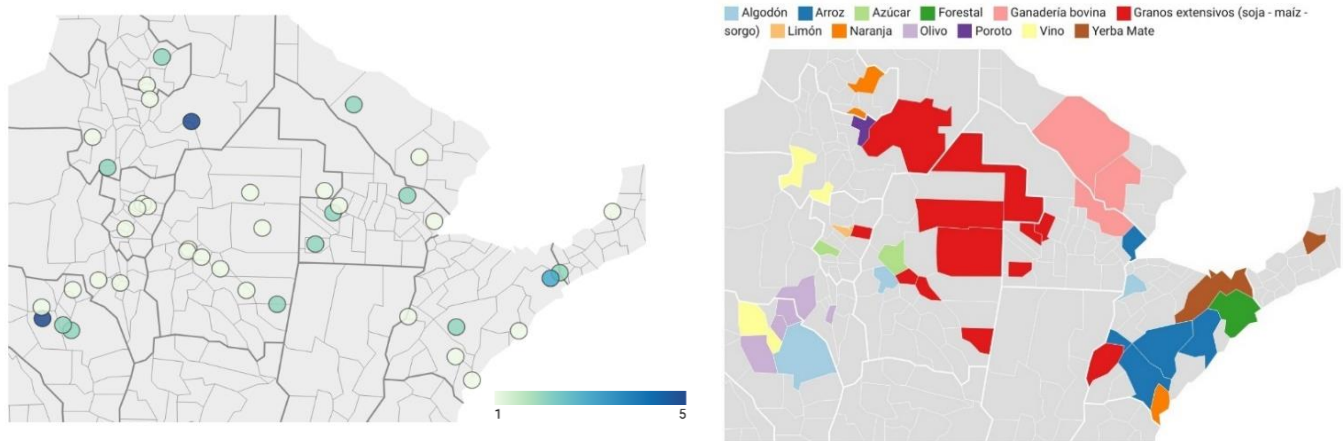 Algodón Arroz Azúcar Forestal Ganadería bovina Granos extensivos (soja - maíz -
sorgo) Limón Naranja Olivo Poroto Vino Yerba Mate
1 5